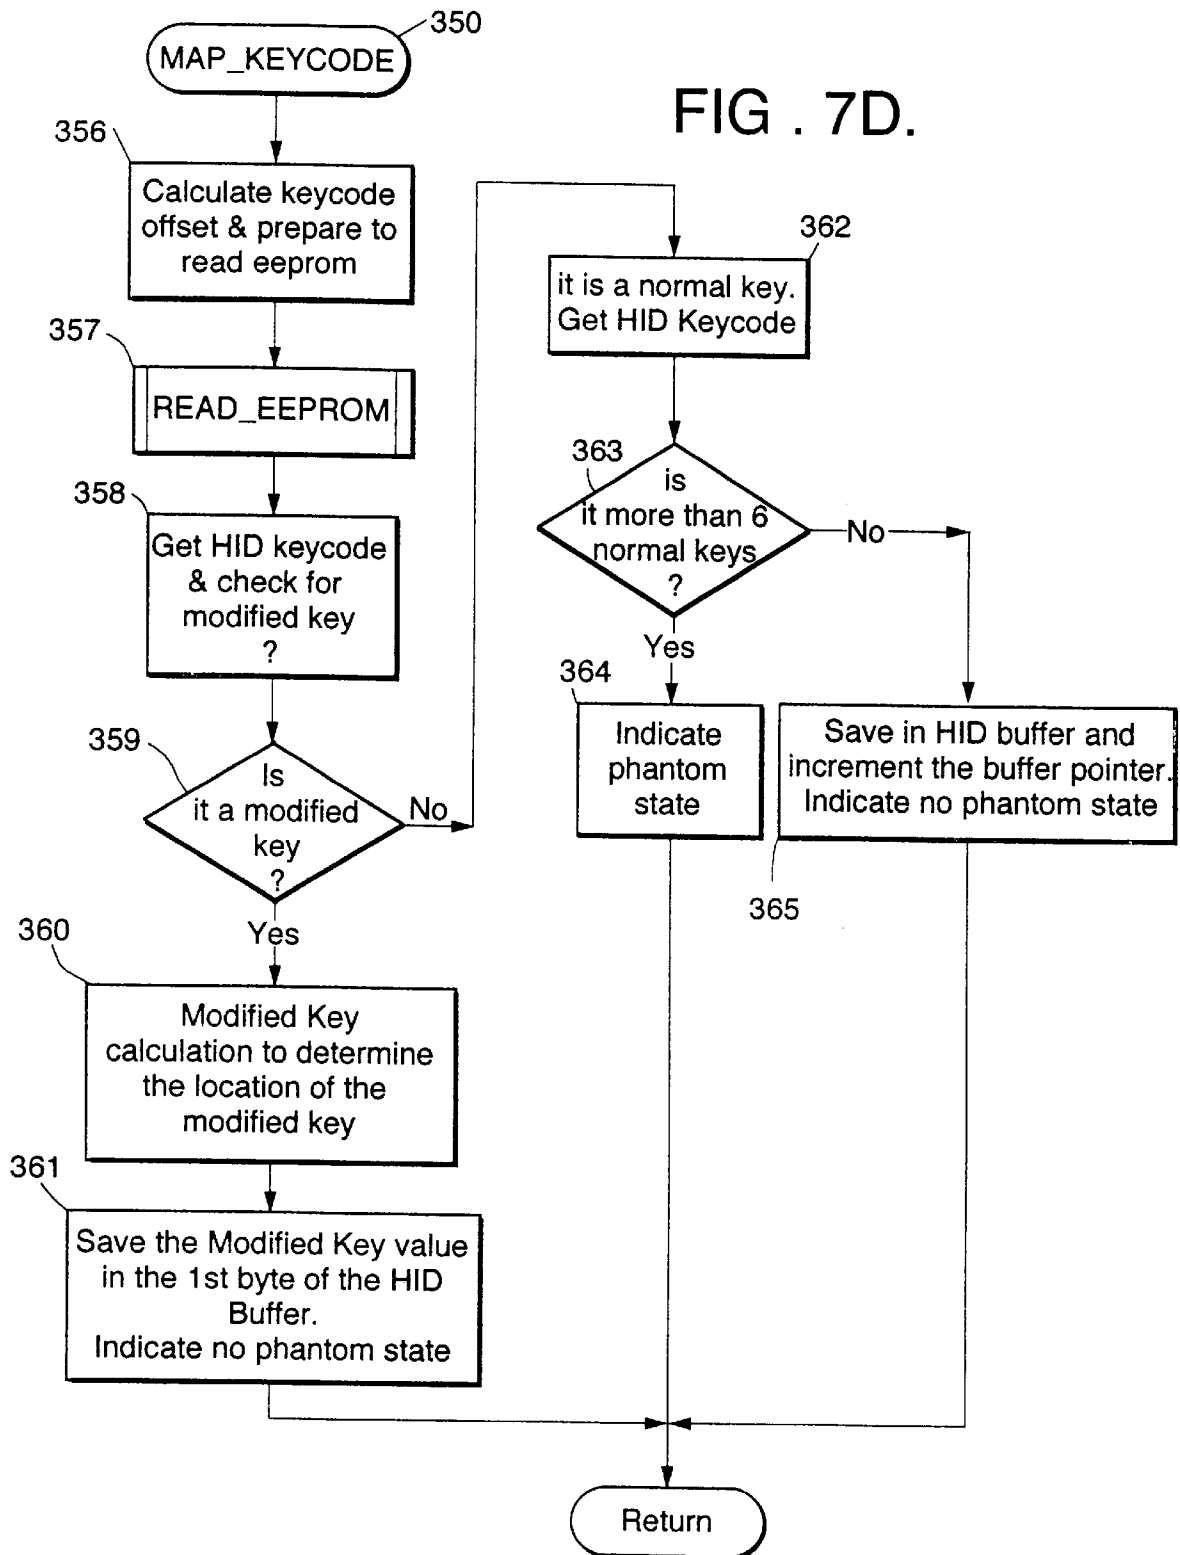 350
MAP_KEYCODE
FIG . 7D.
356
Calculate keycode
offset & prepare to
read eeprom
357
READ_EEPROM
358
Get HID keycode
& check for
modified key
?
359
Is
it a modified
key
?
No
Yes
360
Modified Key
calculation to determine
the location of the
modified key
361
Save the Modified Key value
in the 1st byte of the HID
Buffer.
Indicate no phantom state
362
it is a normal key.
Get HID Keycode
363
is
it more than 6
normal keys
?
No
Yes
364
Indicate
phantom
state
Save in HID buffer and
increment the buffer pointer.
Indicate no phantom state
365
Return